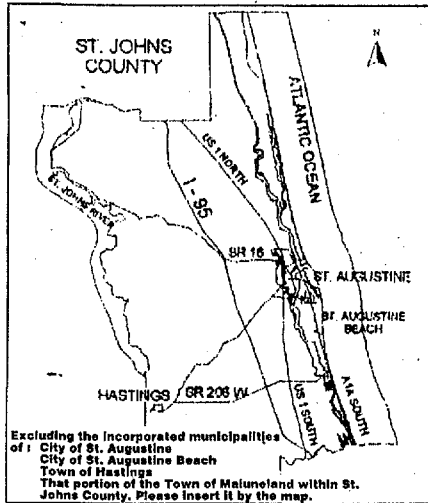 ST. JOHNS
COUNTY
N
ATLANTIC OCEAN
US 1 NORTH
I - 95
ST. JOHNS RIVER
SR 16
ST. AUGUSTINE
ST. AUGUSTINE
BEACH
HASTINGS
SR 206 W
US 1 SOUTH
A1A SOUTH
Excluding the incorporated municipalities
of : City of St. Augustine
City of St. Augustine Beach
Town of Hastings
That portion of the Town of Maiuneland within St.
Johns County. Please insert it by the map.